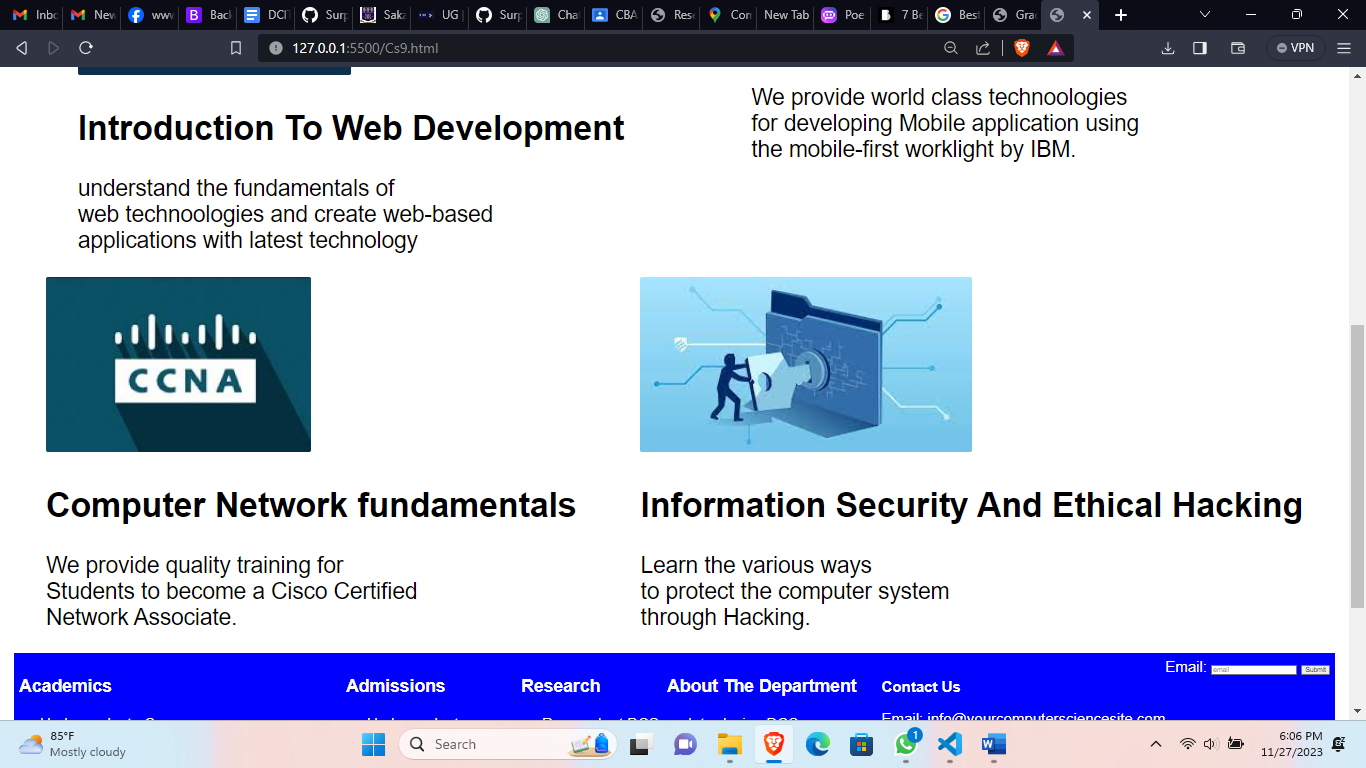 Inbo
New
www
Back
DCIT
Surp
Saka
UG
Surp
Cha
CBA
Rese
Con
New Tab
Poe
7 Be
Best
Grac
127.0.0.1:5500/Cs9.html
VPN
Introduction To Web Development
understand the fundamentals of
web technoologies and create web-based
applications with latest technology
We provide world class technoologies
for developing Mobile application using
the mobile-first worklight by IBM.
CCNA
Computer Network fundamentals
We provide quality training for
Students to become a Cisco Certified
Network Associate.
Information Security And Ethical Hacking
Learn the various ways
to protect the computer system
through Hacking.
Email: email Submit
Academics
Admissions
Research
About The Department
Contact Us
Email: info@yourcomputersciencesite.com
85°F
Mostly cloudy
Search
1
6:06 PM
11/27/2023